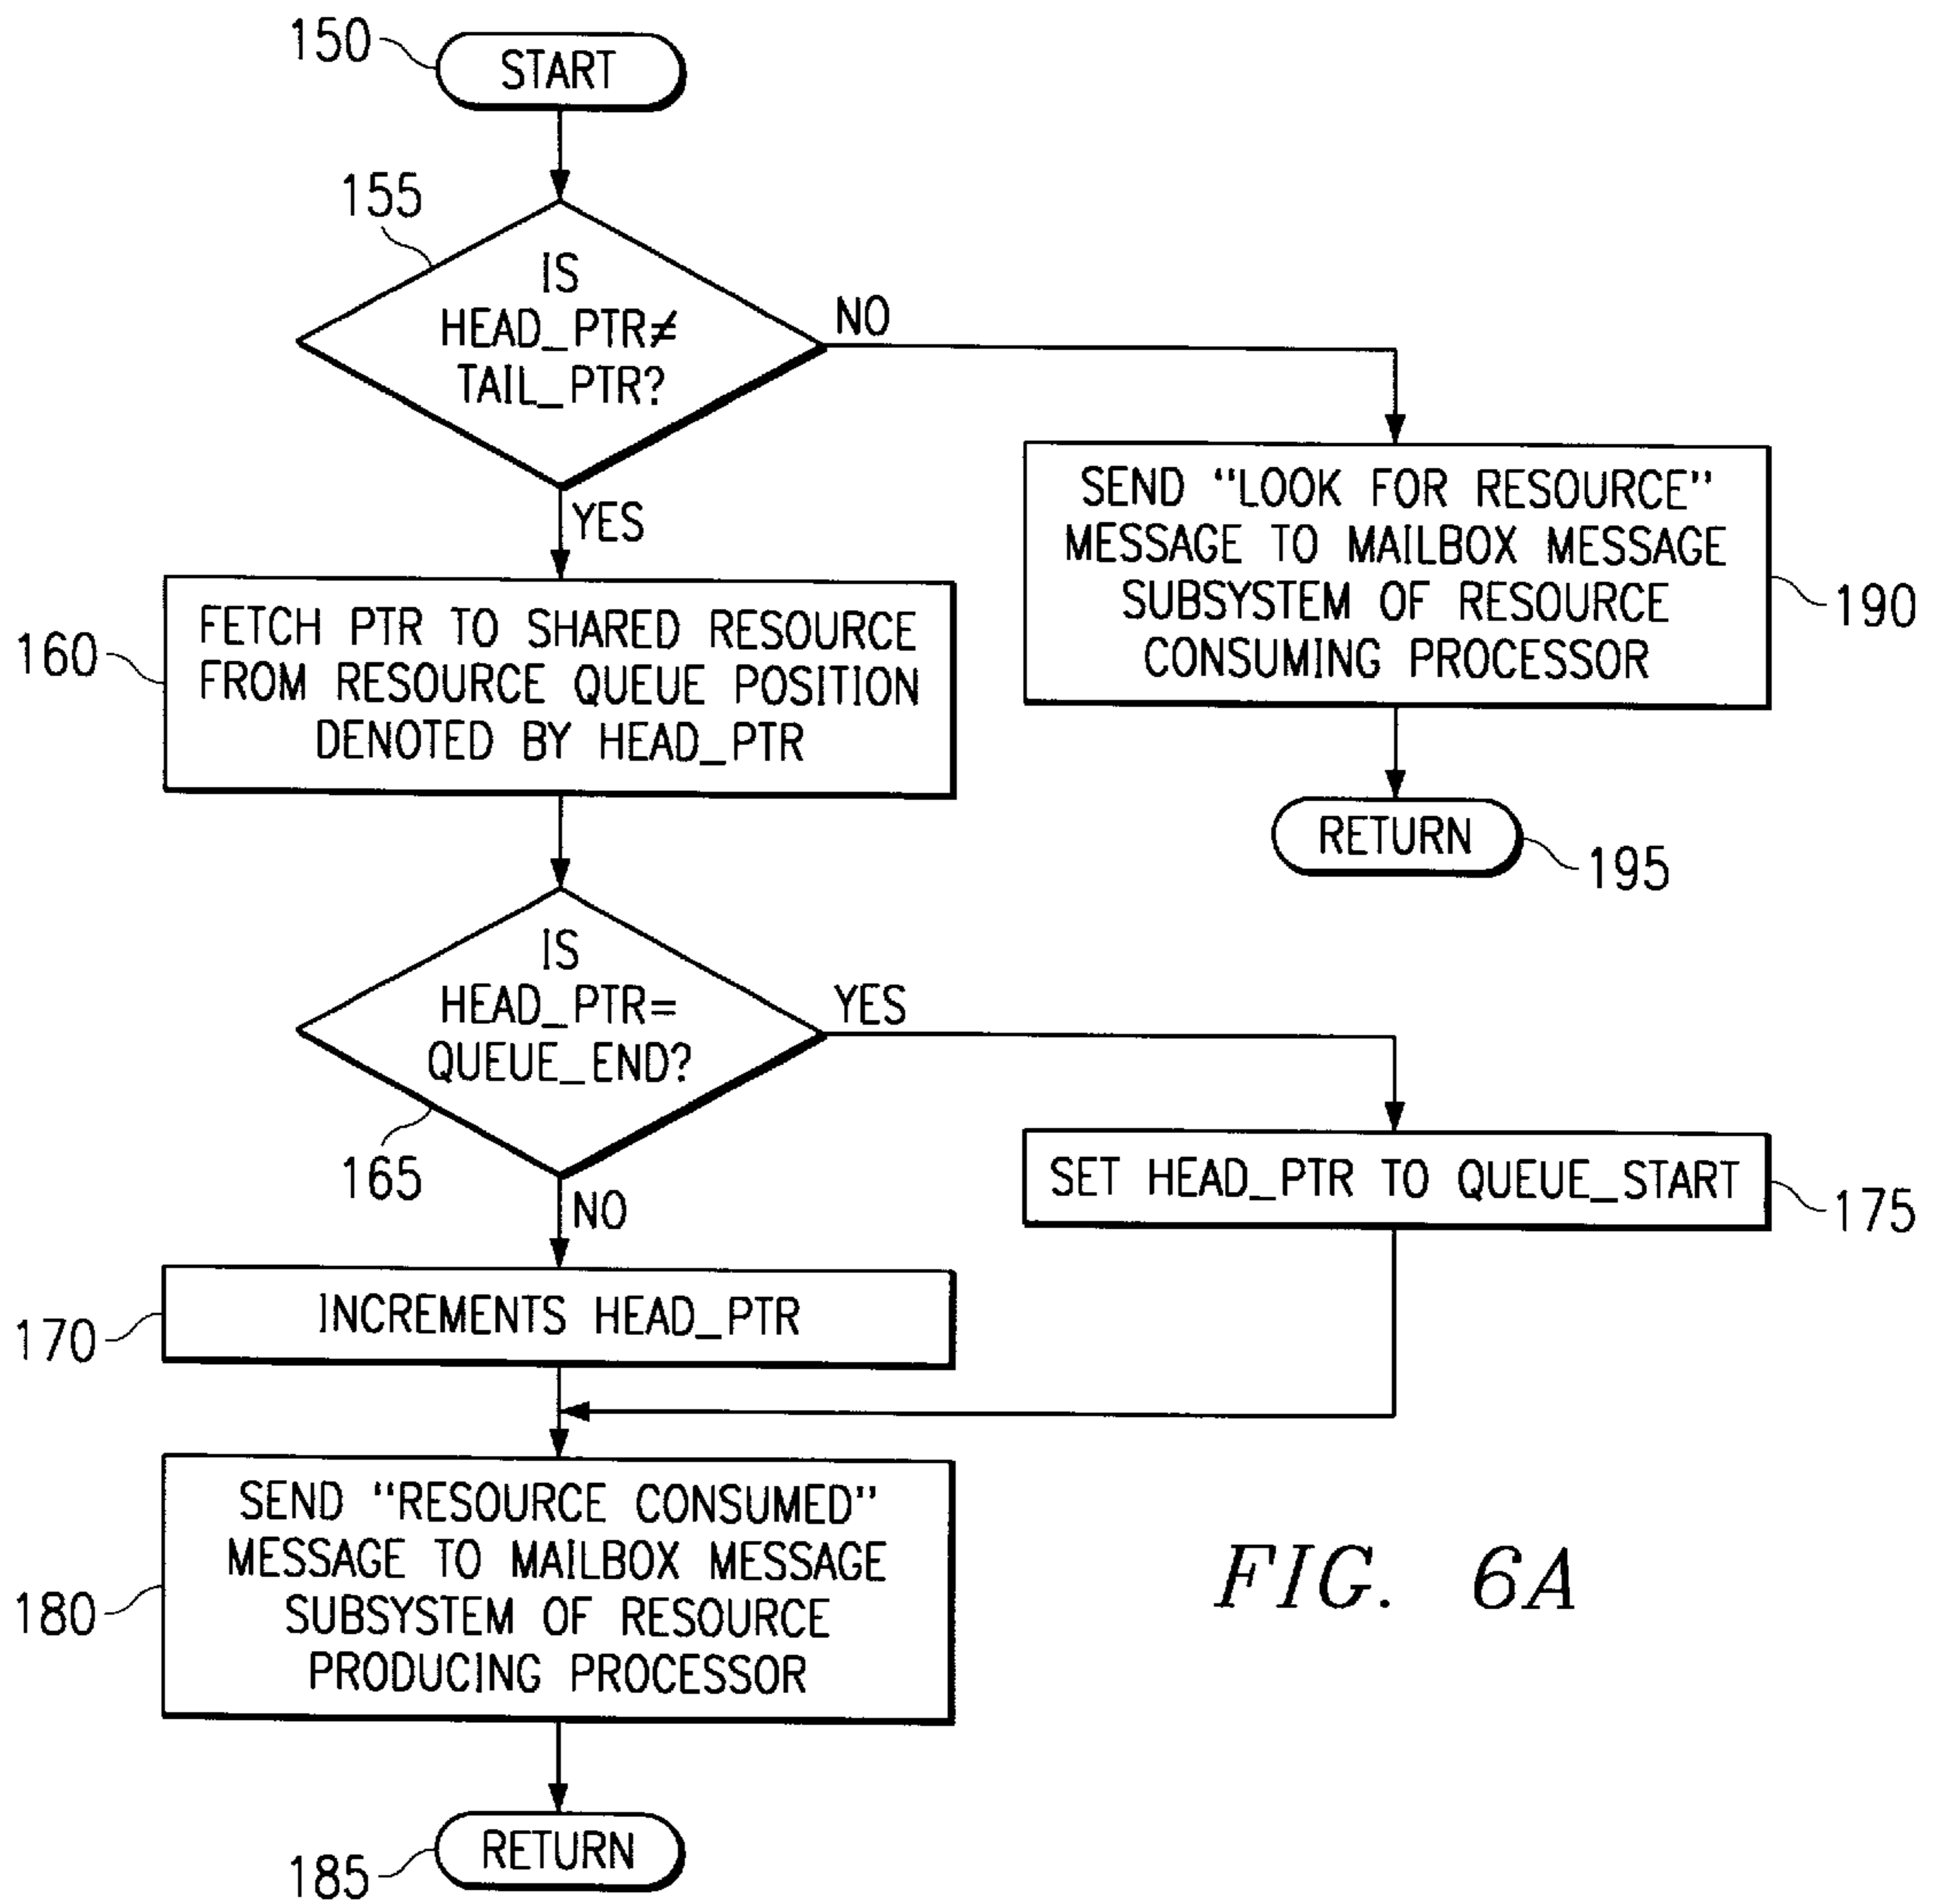 150
START
155
IS
HEAD_PTR≠
TAIL_PTR?
NO
YES
SEND "LOOK FOR RESOURCE"
MESSAGE TO MAILBOX MESSAGE
SUBSYSTEM OF RESOURCE
CONSUMING PROCESSOR
190
160
FETCH PTR TO SHARED RESOURCE
FROM RESOURCE QUEUE POSITION
DENOTED BY HEAD_PTR
RETURN
195
IS
HEAD_PTR=
QUEUE_END?
YES
165
NO
SET HEAD_PTR TO QUEUE_START
175
170
INCREMENTS HEAD_PTR
180
SEND "RESOURCE CONSUMED"
MESSAGE TO MAILBOX MESSAGE
SUBSYSTEM OF RESOURCE
PRODUCING PROCESSOR
FIG. 6A
185
RETURN